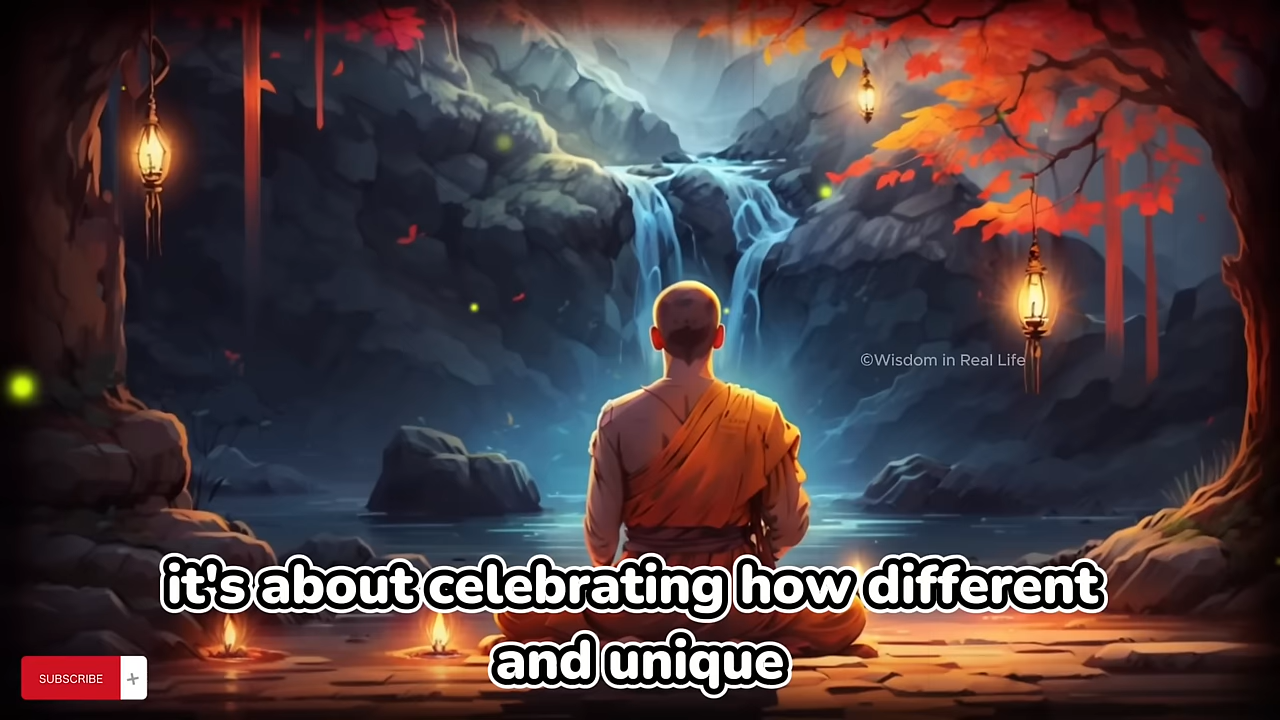 ©Wisdom in Real Life
it's about celebrating how different
and unique
SUBSCRIBE